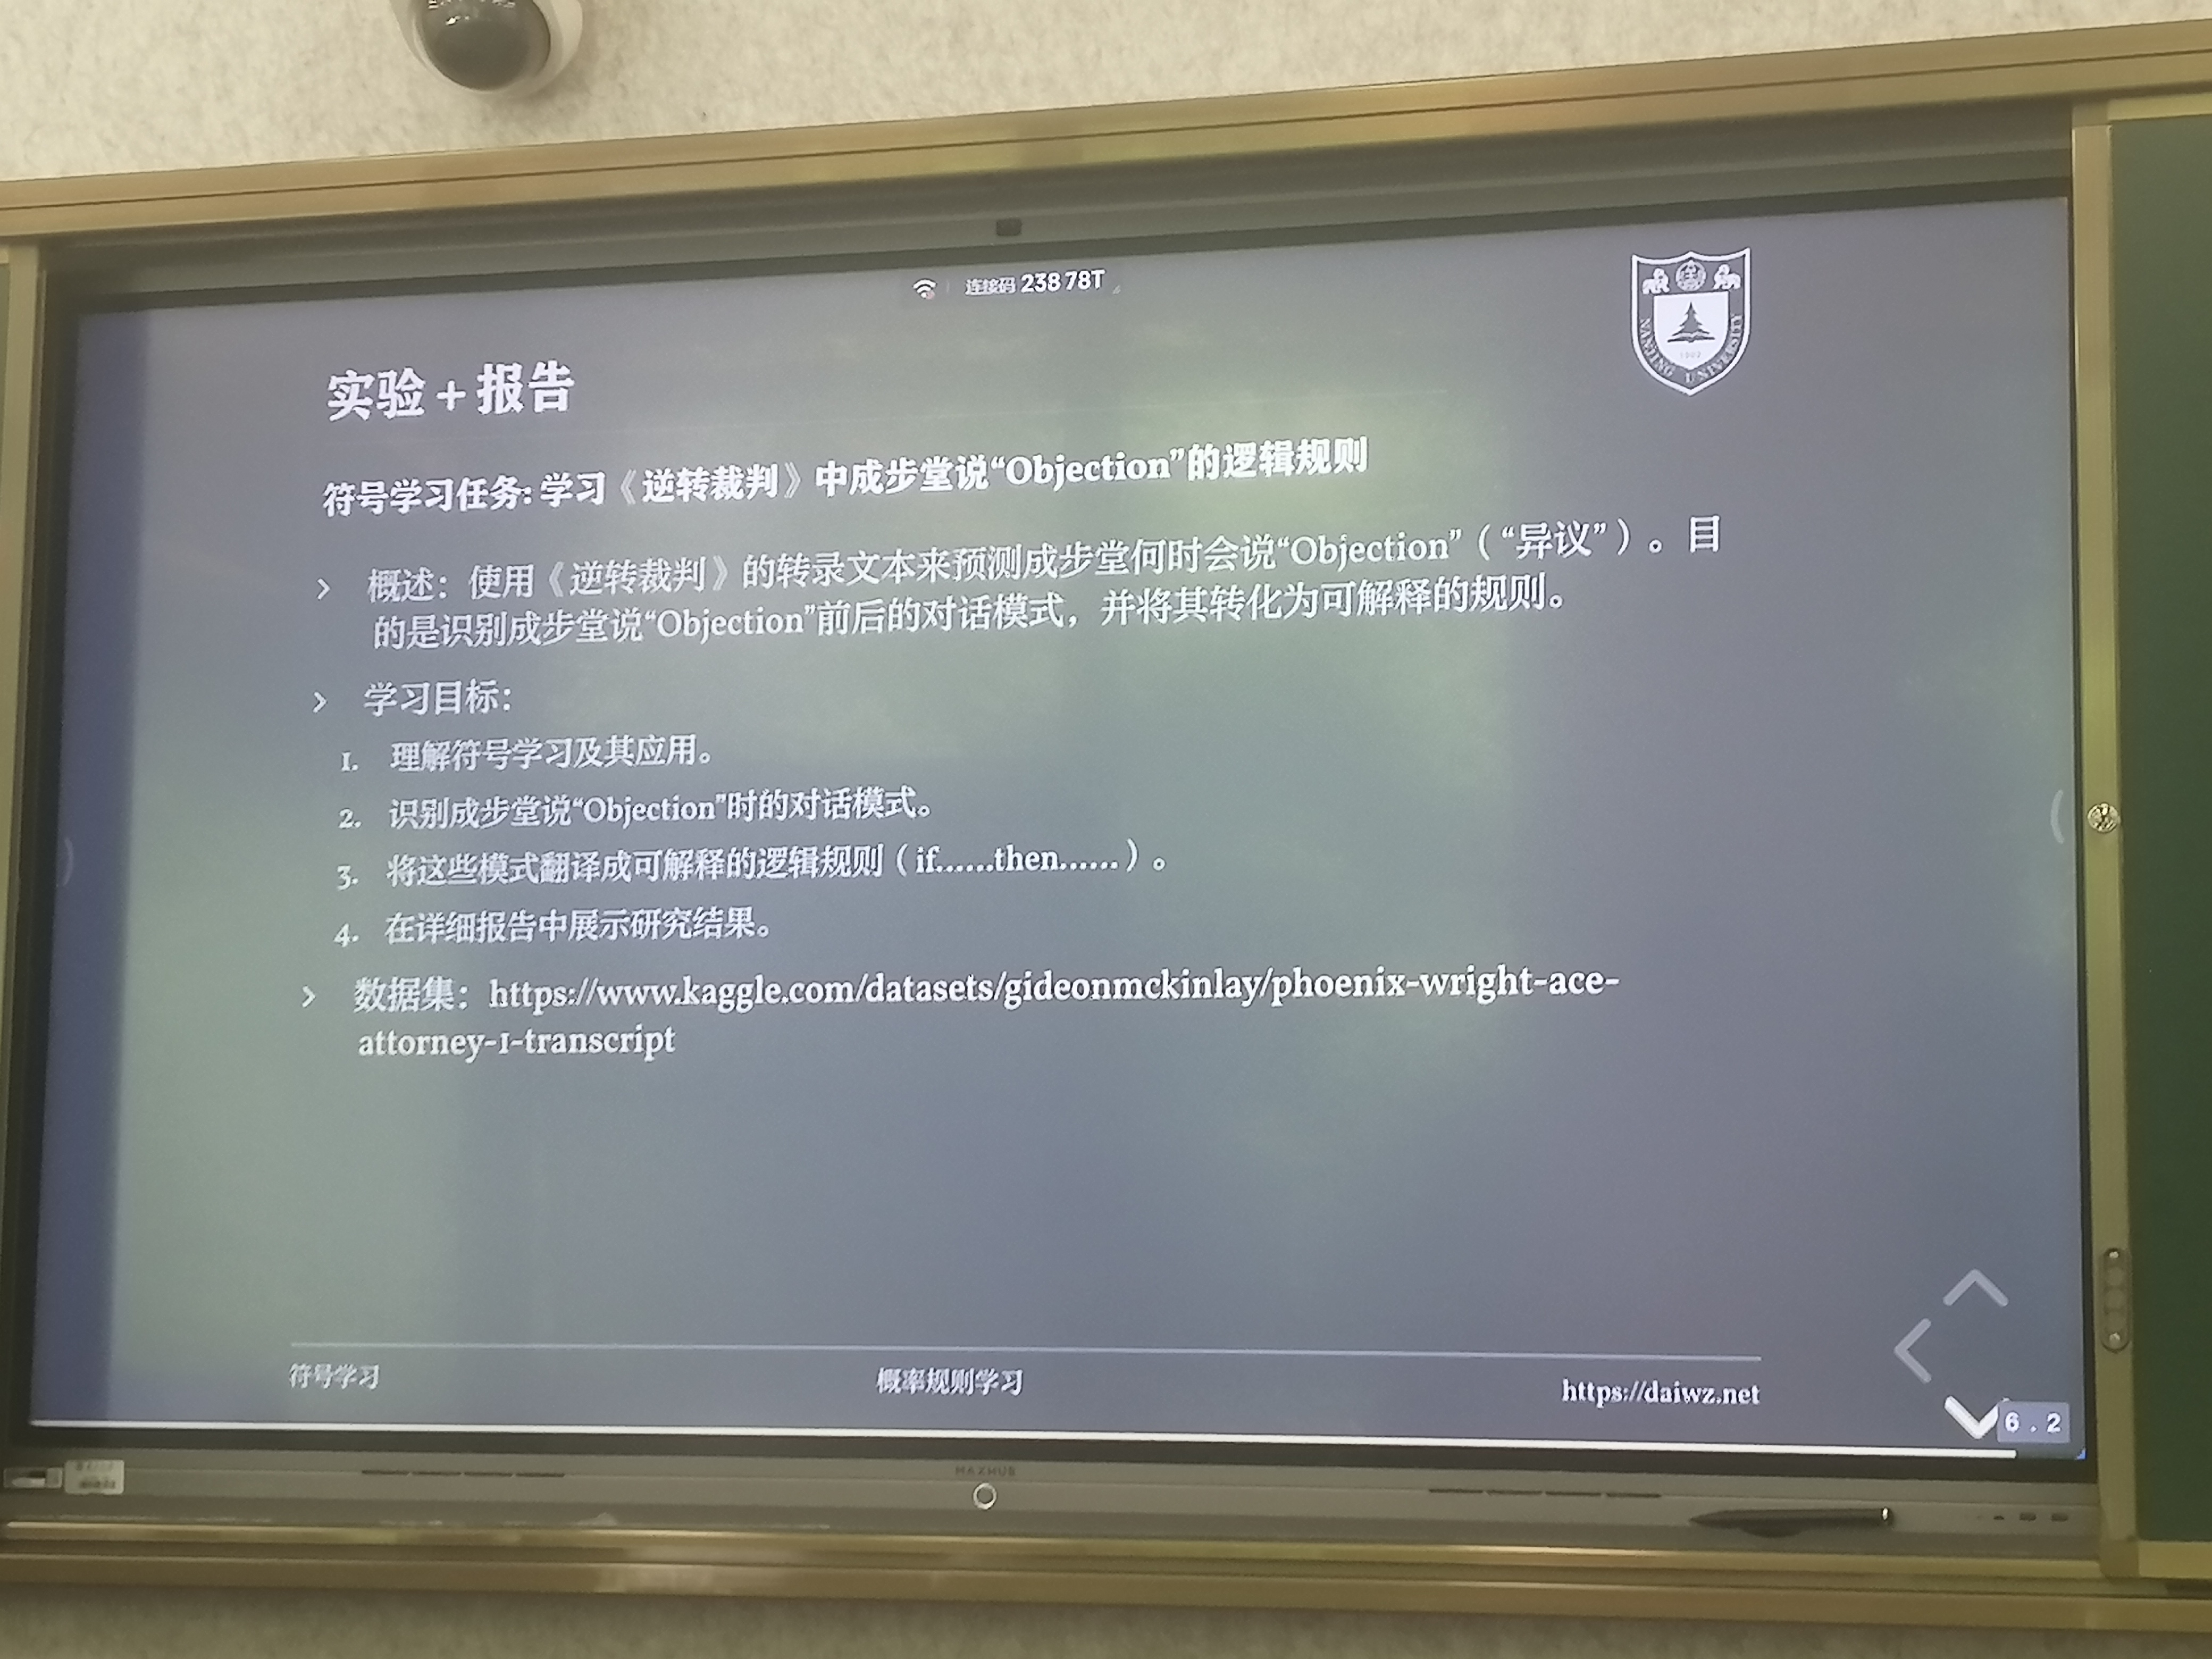 连接码 238 78T
NANJING UNIVERSITY
1902
实验 + 报告
符号学习任务: 学习《逆转裁判》中成步堂说“Objection”的逻辑规则
› 概述：使用《逆转裁判》的转录文本来预测成步堂何时会说“Objection”（“异议”）。目
的是识别成步堂说“Objection”前后的对话模式，并将其转化为可解释的规则。
› 学习目标：
1. 理解符号学习及其应用。
2. 识别成步堂说“Objection”时的对话模式。
3. 将这些模式翻译成可解释的逻辑规则（if……then……）。
4. 在详细报告中展示研究结果。
› 数据集：https://www.kaggle.com/datasets/gideonmckinlay/phoenix-wright-ace-
attorney-1-transcript
符号学习 概率规则学习 https://daiwz.net
6 . 2
MAXHUB